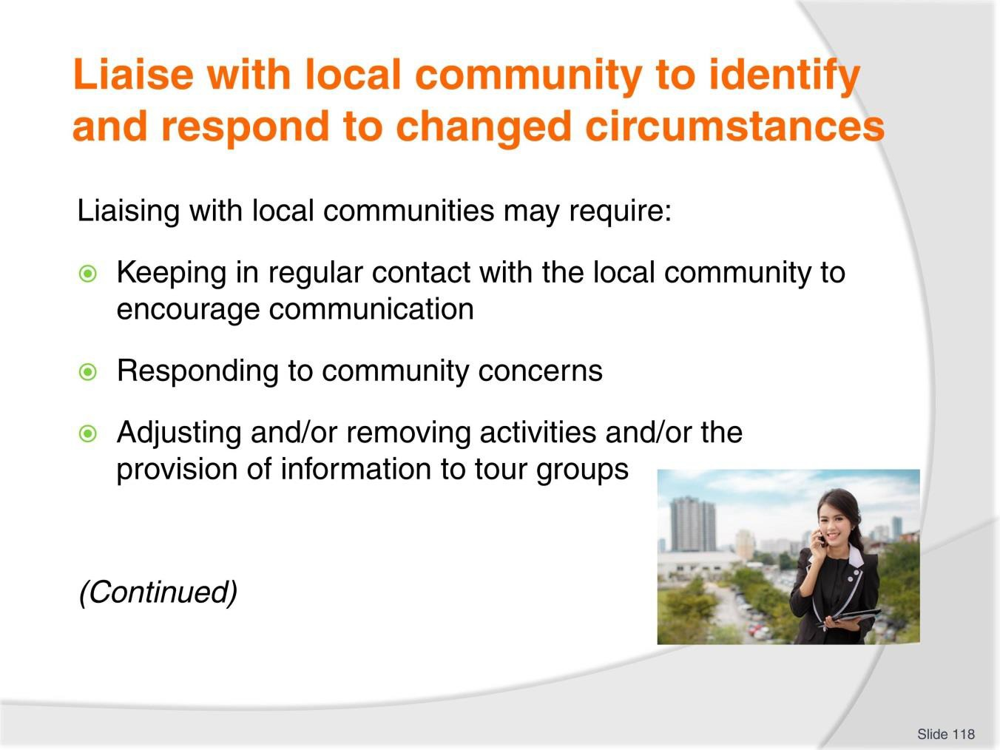 Liaise with local community to identify
and respond to changed circumstances
Liaising with local communities may require:
Keeping in regular contact with the local community to
encourage communication
Responding to community concerns
Adjusting and/or removing activities and/or the
provision of information to tour groups
(Continued)
Slide 118